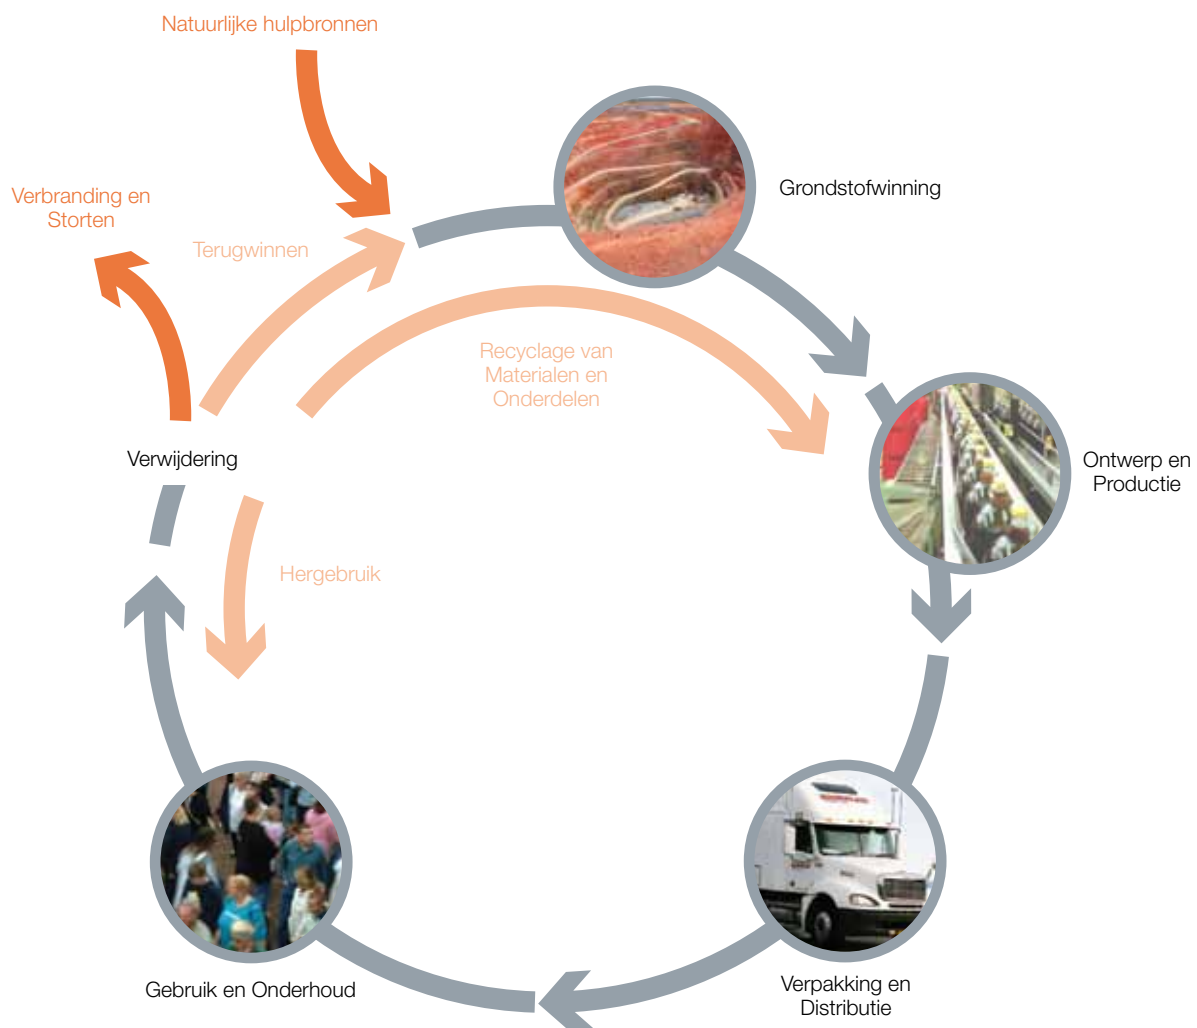 Natuurlijke hulpbronnen
Grondstofwinning
Verbranding en
Storten
Terugwinnen
Recyclage van
Materialen en
Onderdelen
Verwijdering
Ontwerp en
Productie
Hergebruik
Gebruik en Onderhoud
Verpakking en
Distributie